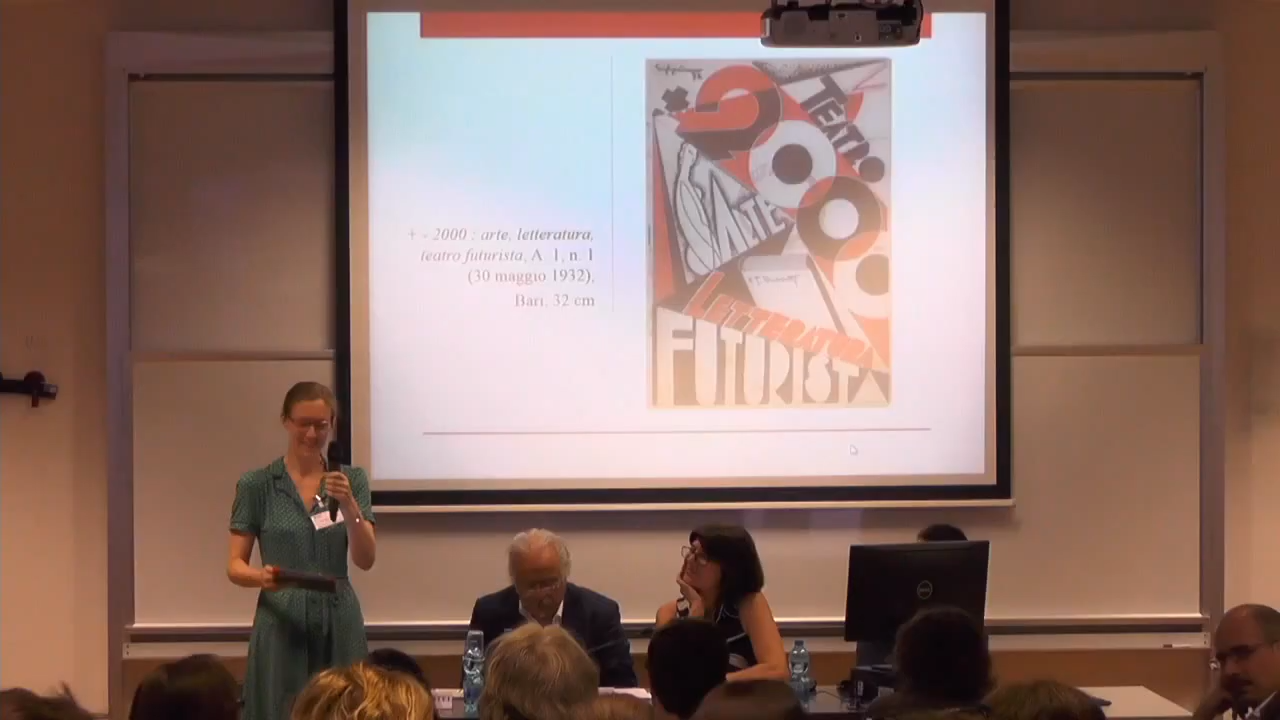 + - 2000 : arte, letteratura,
teatro futurista, A. 1, n. 1
(30 maggio 1932),
Bari, 32 cm
TEATRO
ARTE
LETTERATURA
FUTURISTA
DELL